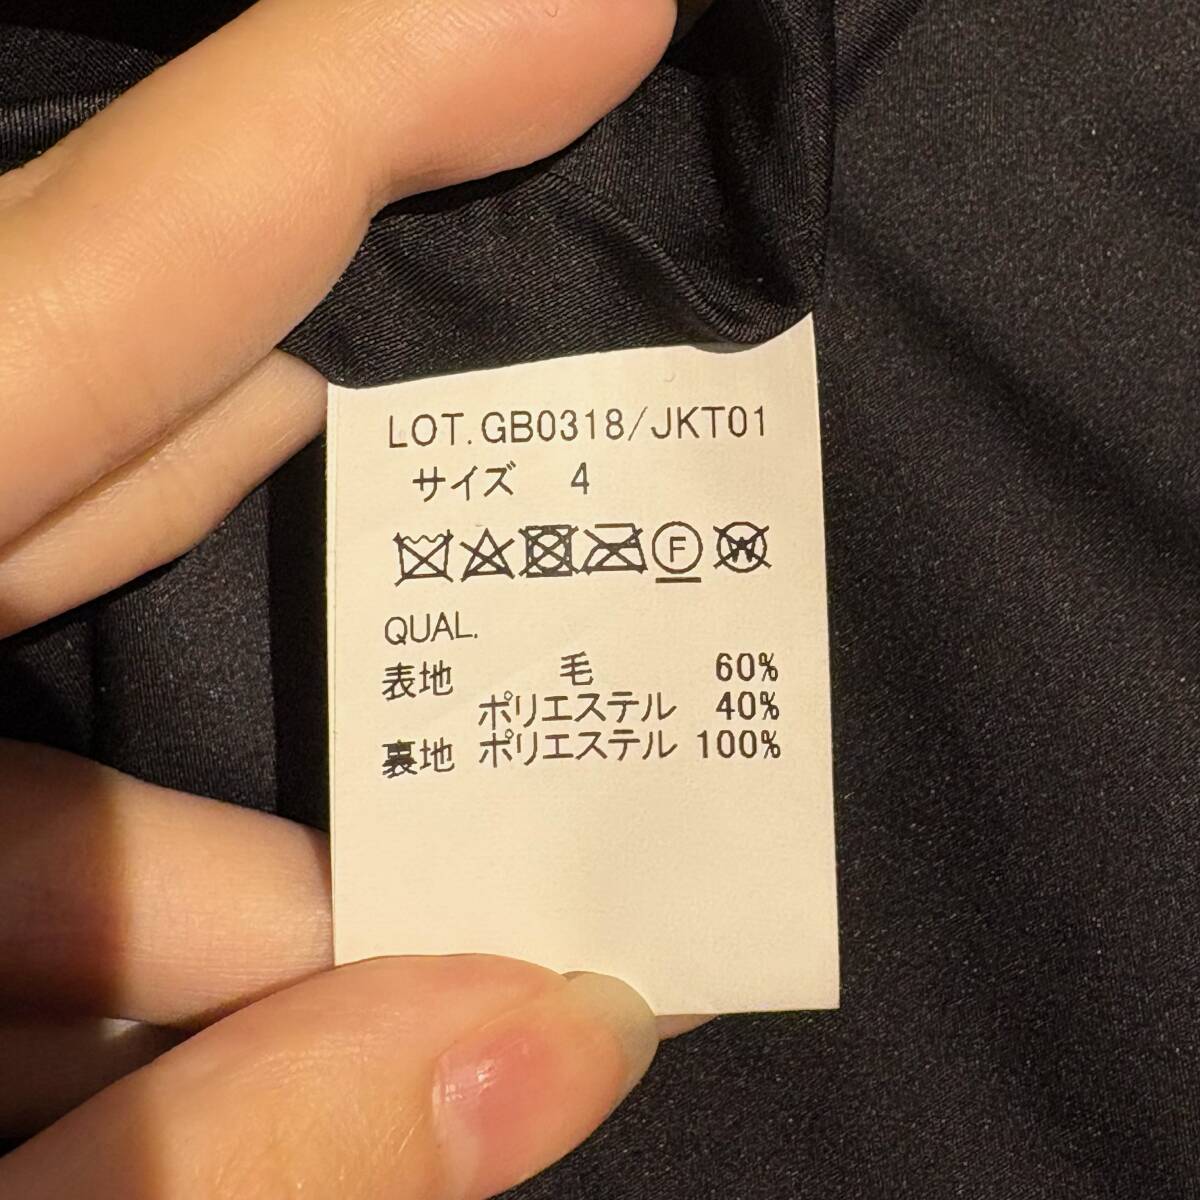 LOT.GB0318/JKT01
サイズ 4
F W
QUAL.
表地 毛 60%
ポリエステル 40%
裏地 ポリエステル 100%